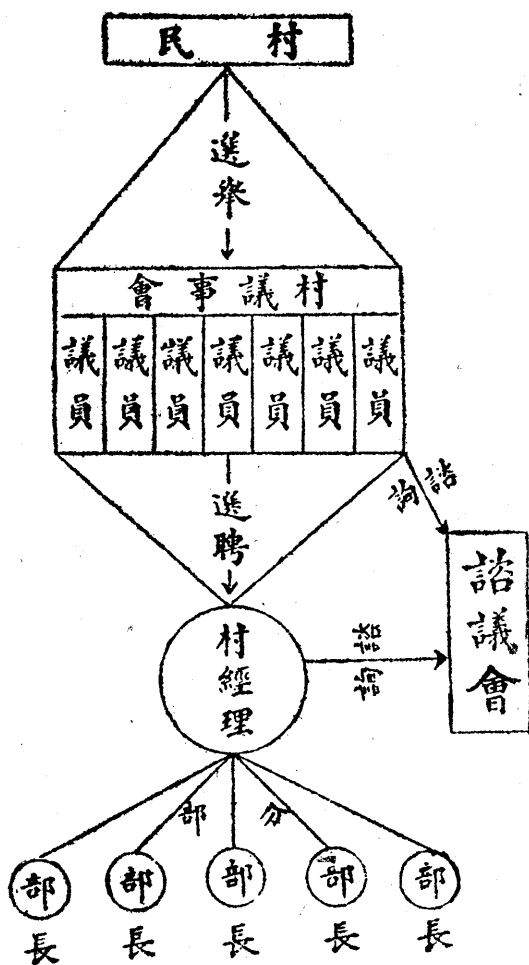 村民
選舉
村議事會
議員 議員 議員 議員 議員 議員 議員
選聘
諮詢
諮議會
村經理
諮詢
分部
部長 部長 部長 部長 部長